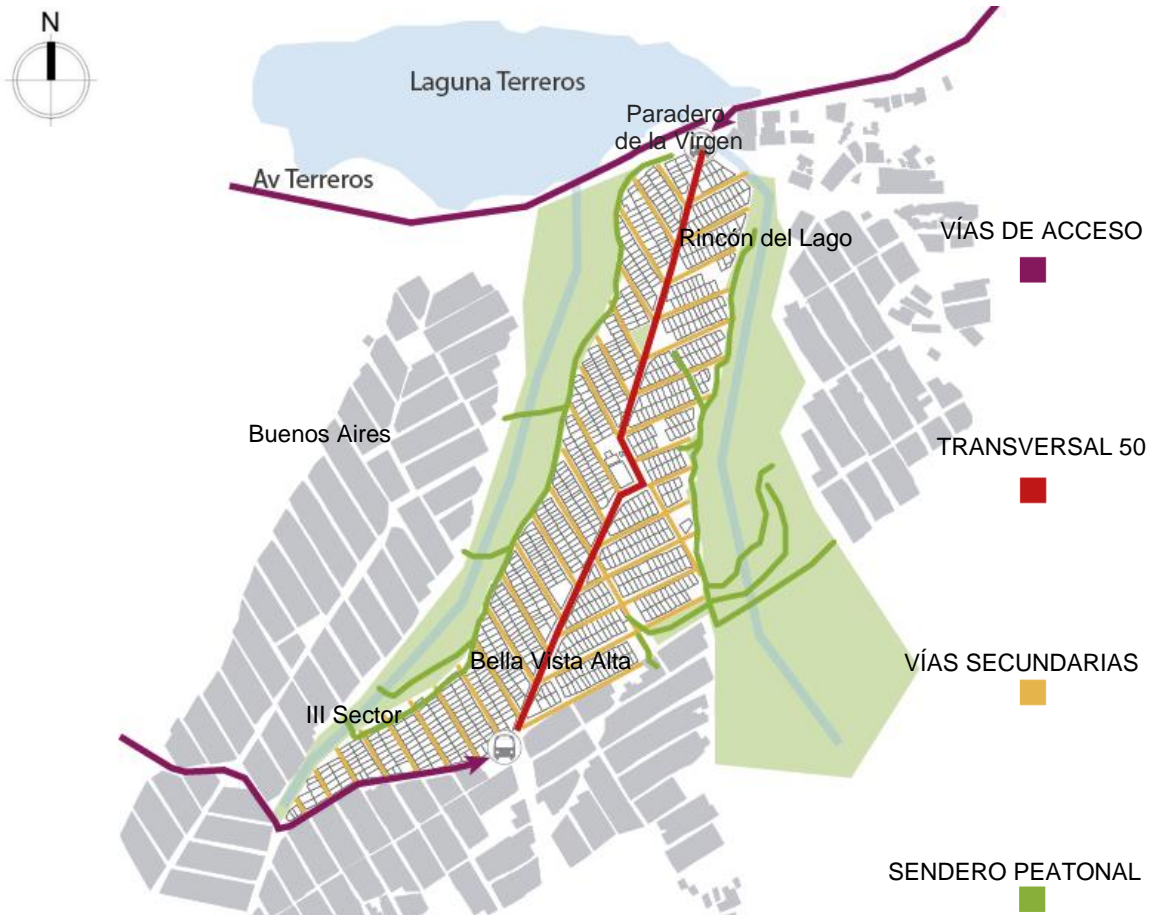 N
Laguna Terreros
Paradero
de la Virgen
Av Terreros
Rincón del Lago
VÍAS DE ACCESO
Buenos Aires
TRANSVERSAL 50
Bella Vista Alta
VÍAS SECUNDARIAS
III Sector
SENDERO PEATONAL